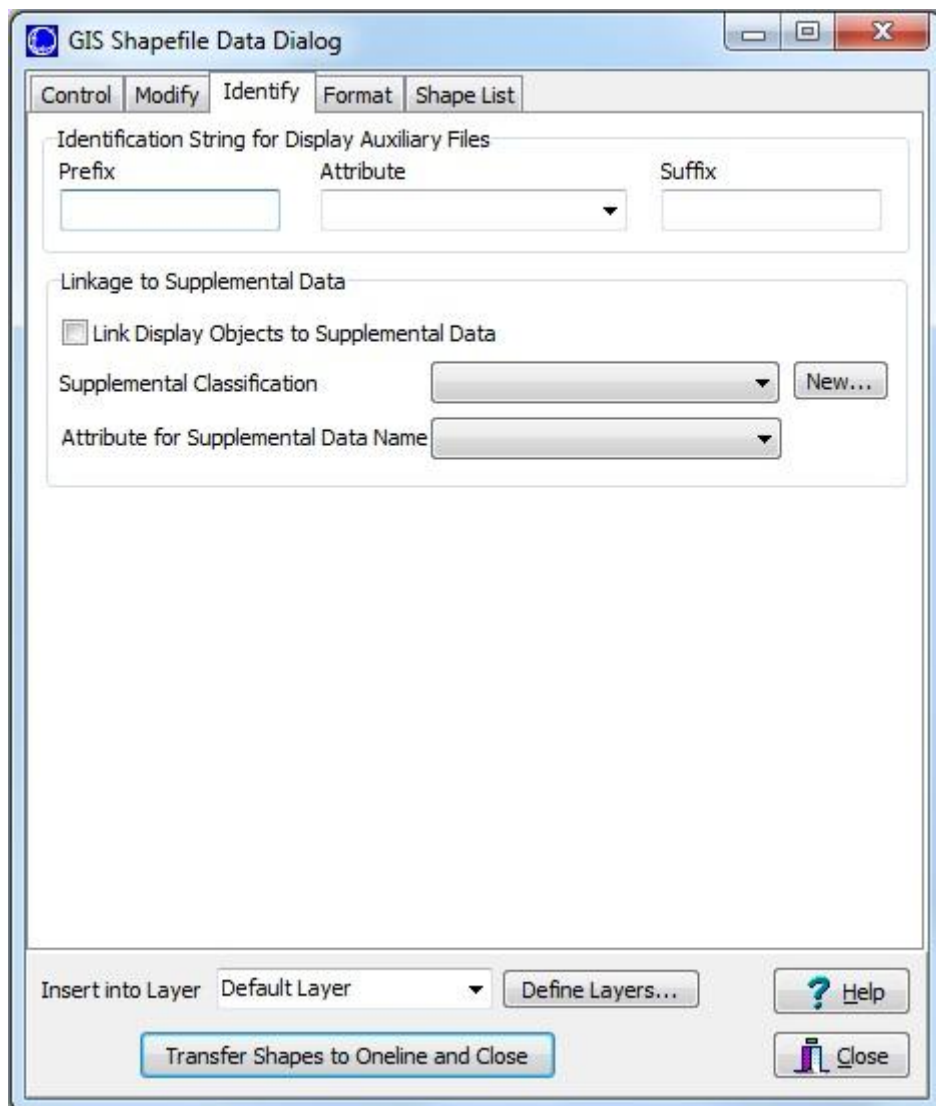 GIS Shapefile Data Dialog
Control Modify Identify Format Shape List
Identification String for Display Auxiliary Files
Prefix Attribute Suffix
Linkage to Supplemental Data
Link Display Objects to Supplemental Data
Supplemental Classification New...
Attribute for Supplemental Data Name
Insert into Layer Default Layer Define Layers... ? Help
Transfer Shapes to Oneline and Close Close